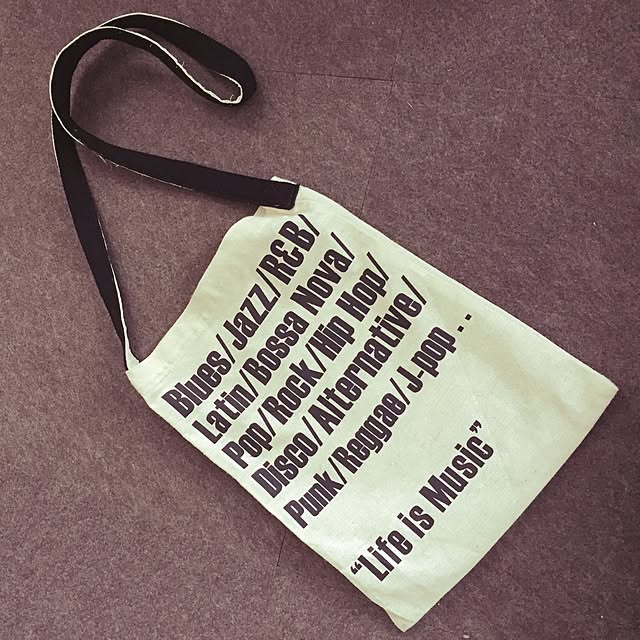 Blues/Jazz/R&B/
Latin/Bossa Nova/
Pop/Rock/Hip Hop/
Disco/Alternative/
Punk/Reggae/J-pop . .
“Life is Music”